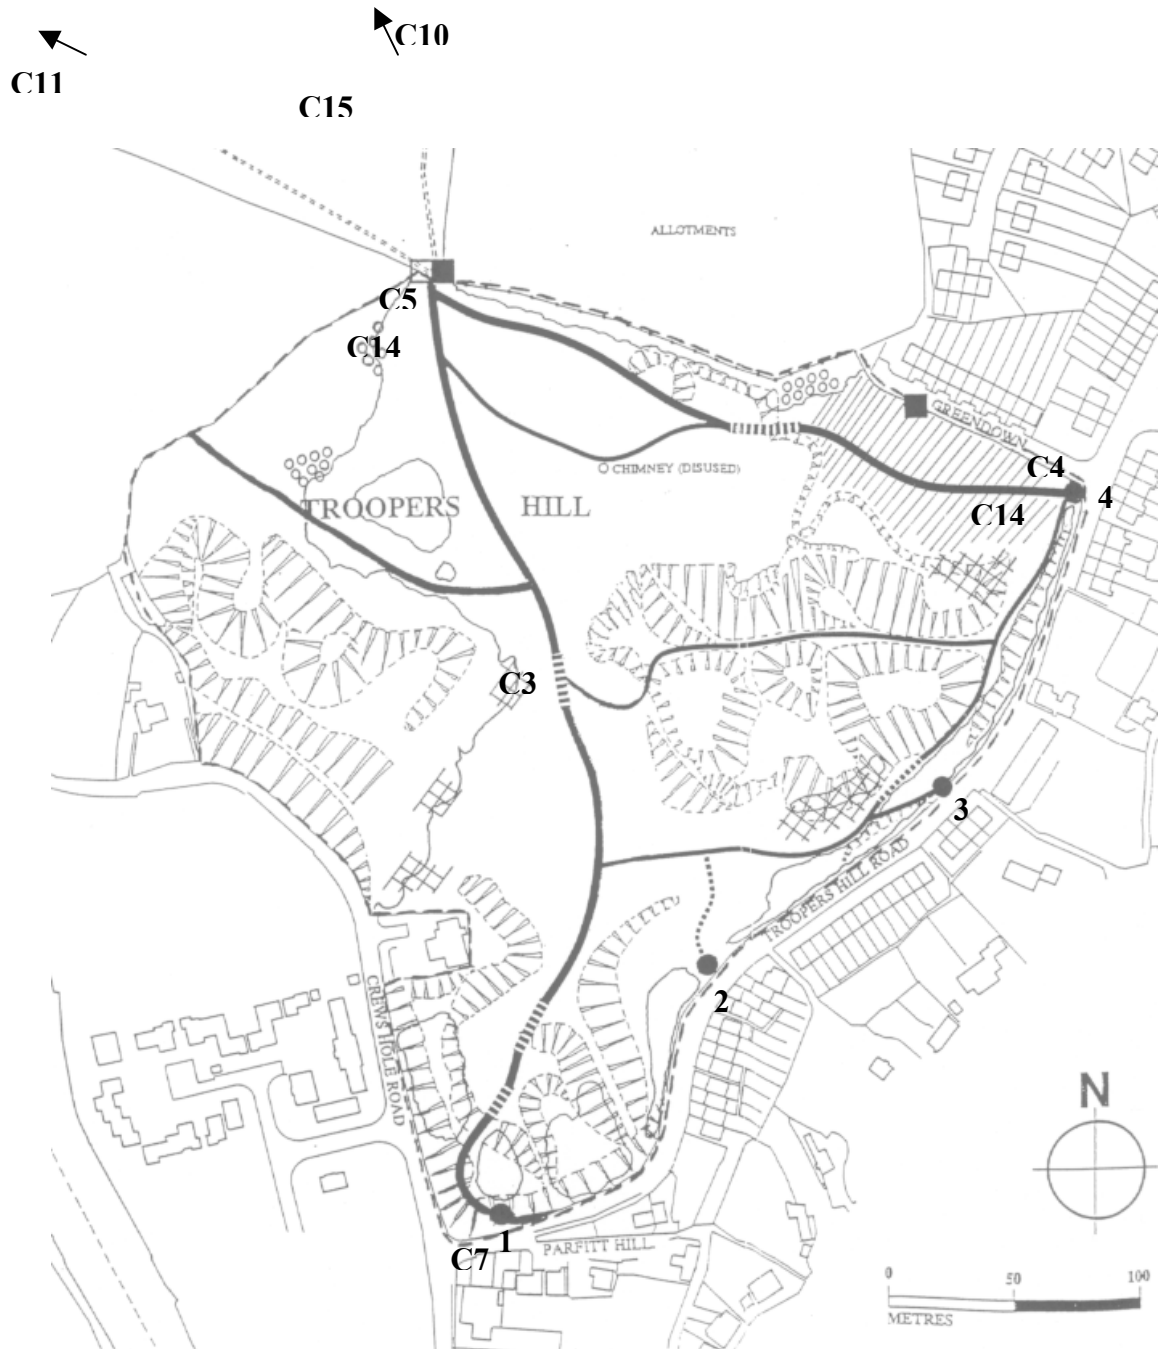 C10
C11
C15
ALLOTMENTS
C5
C14
GREENDOWN
CHIMNEY (DISUSED)
C4
4
TROOPERS HILL
C14
C3
3
TROOPERS HILL ROAD
2
CREWS HOLE ROAD
N
1
PARFITT HILL
C7
0 50 100
METRES